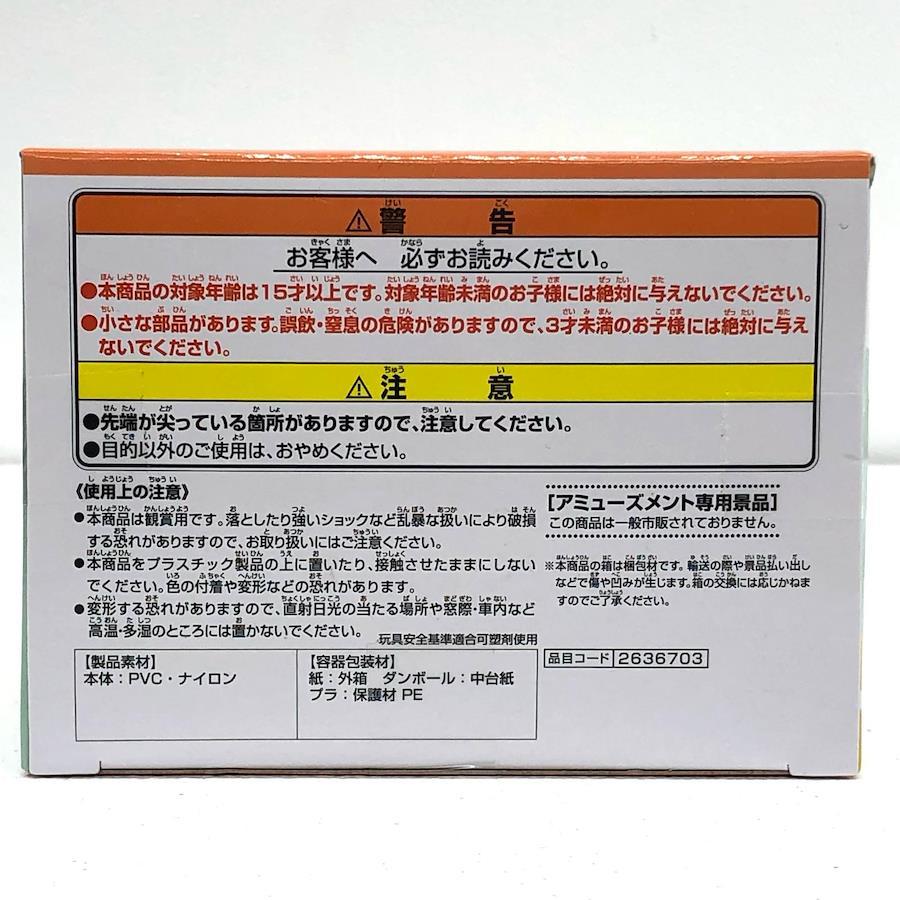 ⚠警告
お客様へ 必ずお読みください。
●本商品の対象年齢は15才以上です。対象年齢未満のお子様には絶対に与えないでください。
●小さな部品があります。誤飲・窒息の危険がありますので、3才未満のお子様には絶対に与え
ないでください。
⚠注意
●先端が尖っている箇所がありますので、注意してください。
●目的以外のご使用は、おやめください。
《使用上の注意》
●本商品は観賞用です。落としたり強いショックなど乱暴な扱いにより破損
する恐れがありますので、お取り扱いにはご注意ください。
●本商品をプラスチック製品の上に置いたり、接触させたままにしない
でください。色の付着や変形などの恐れがあります。
●変形する恐れがありますので、直射日光の当たる場所や窓際・車内など
高温・多湿のところには置かないでください。
玩具安全基準適合可塑剤使用
【製品素材】
本体:PVC・ナイロン
【容器包装材】
紙:外箱 ダンボール:中台紙
プラ:保護材 PE
[アミューズメント専用景品]
この商品は一般市販されておりません。
※本商品の箱は梱包材です。輸送の際や景品払い出し
などで傷や凹みが生じます。箱の交換には応じかねま
すのでご了承ください。
品目コード 2636703